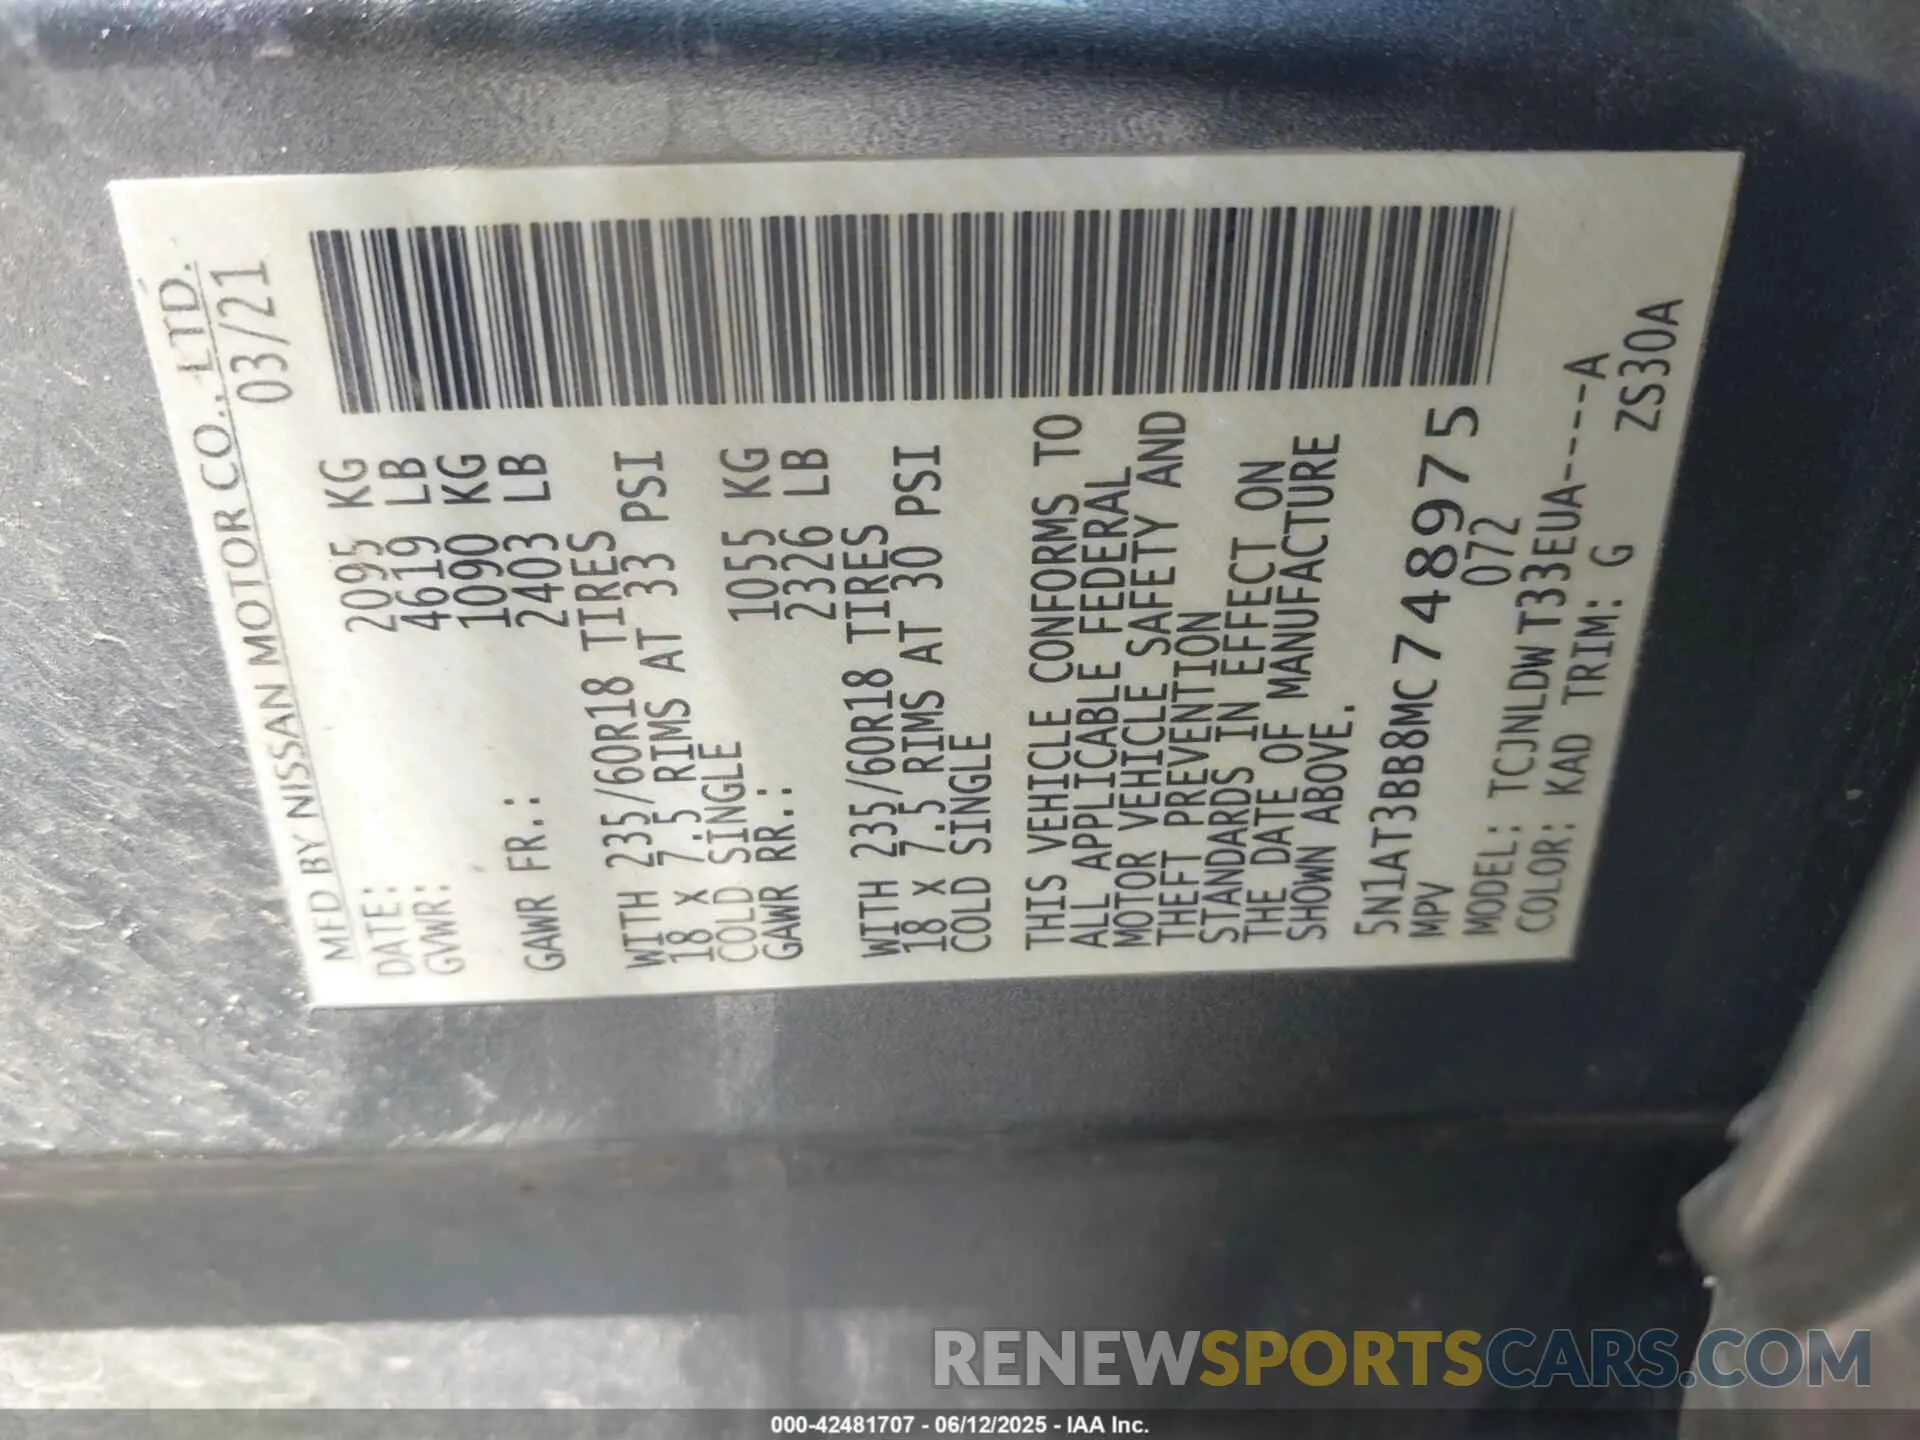 MFD BY NISSAN MOTOR CO., LTD.
DATE: 03/21
GVWR: 2095 KG
4619 LB
GAWR FR.: 1090 KG
2403 LB
WITH 235/60R18 TIRES
18 X 7.5 RIMS AT 33 PSI
COLD SINGLE
GAWR RR.: 1055 KG
2326 LB
WITH 235/60R18 TIRES
18 X 7.5 RIMS AT 30 PSI
COLD SINGLE
THIS VEHICLE CONFORMS TO
ALL APPLICABLE FEDERAL
MOTOR VEHICLE SAFETY AND
THEFT PREVENTION
STANDARDS IN EFFECT ON
THE DATE OF MANUFACTURE
SHOWN ABOVE.
5N1AT3BB8MC748975
MPV 072
MODEL: TCJNLDWT33EUA----A
COLOR: KAD TRIM: G ZS30A
RENEWSPORTSCARS.COM
000-42481707 - 06/12/2025 - IAA Inc.